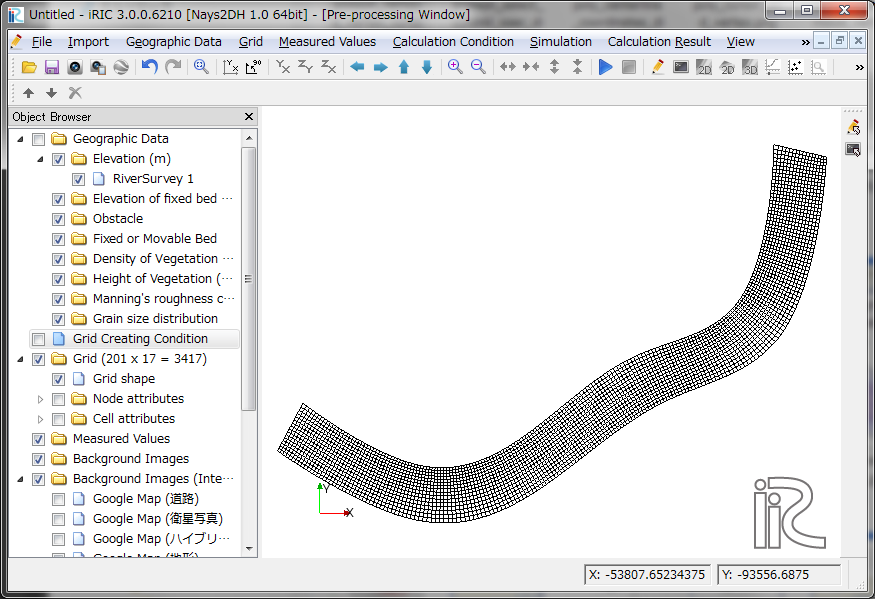 Untitled - iRIC 3.0.0.6210 [Nays2DH 1.0 64bit] - [Pre-processing Window]
File Import Geographic Data Grid Measured Values Calculation Condition Simulation Calculation Result View »
Object Browser
Geographic Data
Elevation (m)
RiverSurvey 1
Elevation of fixed bed ...
Obstacle
Fixed or Movable Bed
Density of Vegetation ...
Height of Vegetation (...
Manning's roughness c...
Grain size distribution
Grid Creating Condition
Grid (201 x 17 = 3417)
Grid shape
Node attributes
Cell attributes
Measured Values
Background Images
Background Images (Inte...
Google Map (道路)
Google Map (衛星写真)
Google Map (ハイブリ...
Google Map (地形)
Y
X
iRIC
X: -53807.65234375 Y: -93556.6875